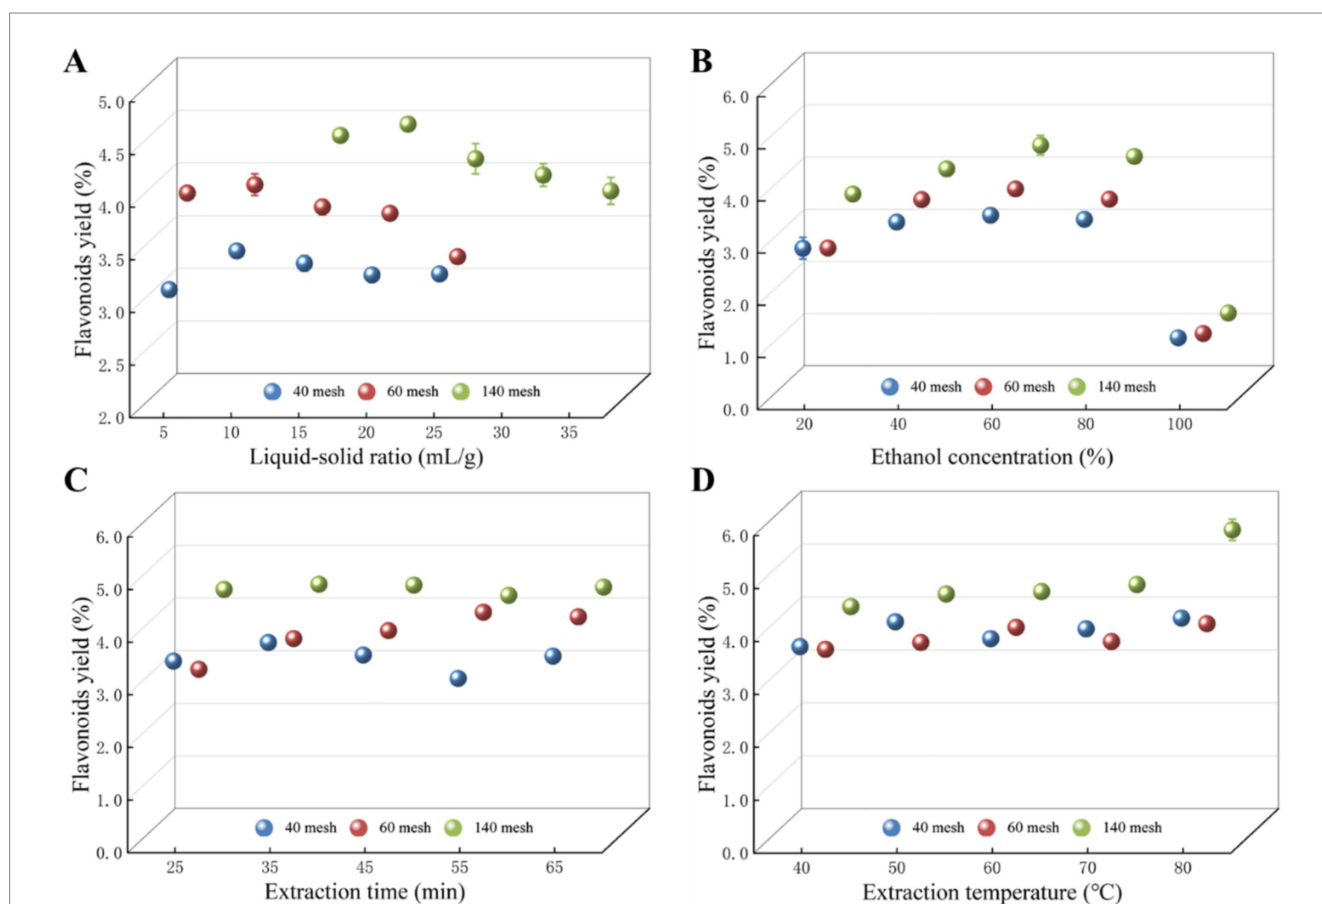 A
Flavonoids yield (%)
5.0
4.5
4.0
3.5
3.0
2.5
2.0
40 mesh 60 mesh 140 mesh
5 10 15 20 25 30 35
Liquid-solid ratio (mL/g)
B
Flavonoids yield (%)
6.0
5.0
4.0
3.0
2.0
1.0
0.0
40 mesh 60 mesh 140 mesh
20 40 60 80 100
Ethanol concentration (%)
C
Flavonoids yield (%)
6.0
5.0
4.0
3.0
2.0
1.0
0.0
40 mesh 60 mesh 140 mesh
25 35 45 55 65
Extraction time (min)
D
Flavonoids yield (%)
6.0
5.0
4.0
3.0
2.0
1.0
0.0
40 mesh 60 mesh 140 mesh
40 50 60 70 80
Extraction temperature (℃)